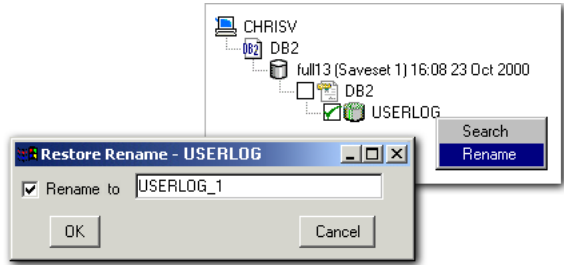 CHRISV
DB2 DB2
full13 (Saveset 1) 16:08 23 Oct 2000
DB2
USERLOG
Search
Rename
Restore Rename - USERLOG
Rename to USERLOG_1
OK Cancel